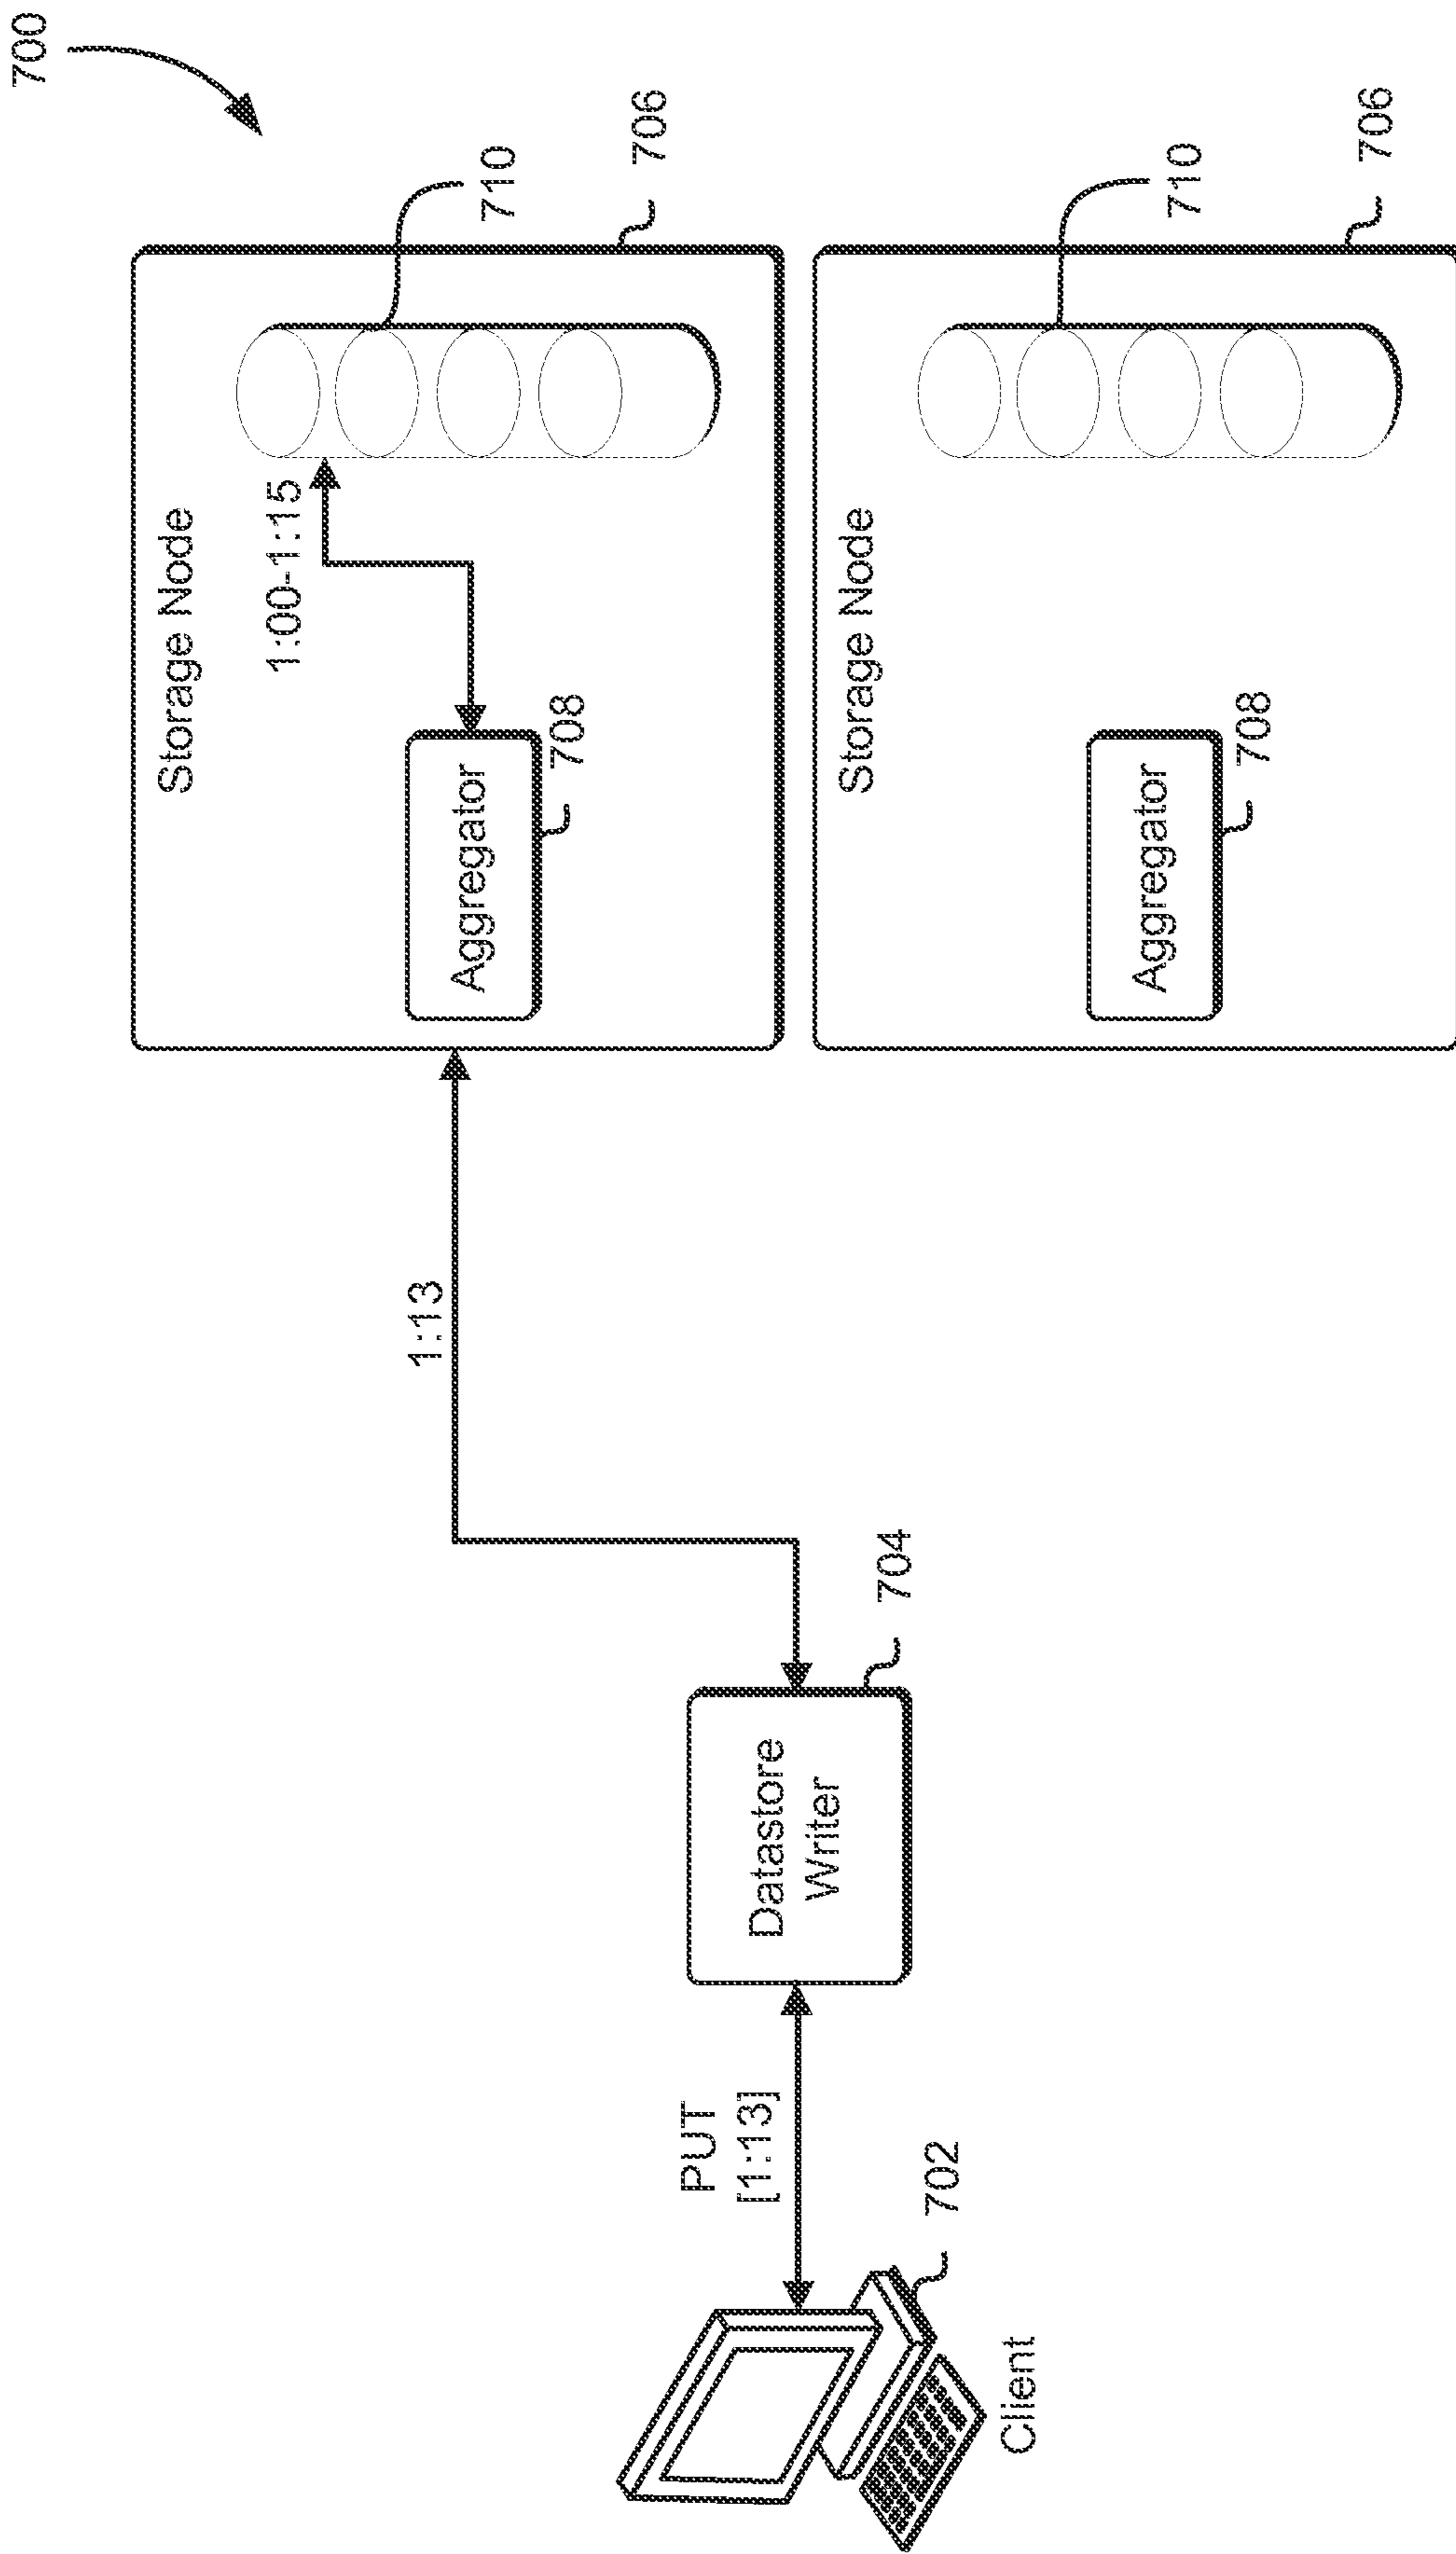 700
Storage Node
1:00-1:15
Aggregator
708
710
706
1:13
PUT
[1:13]
Datastore
Writer
704
702
Client
Storage Node
Aggregator
708
710
706